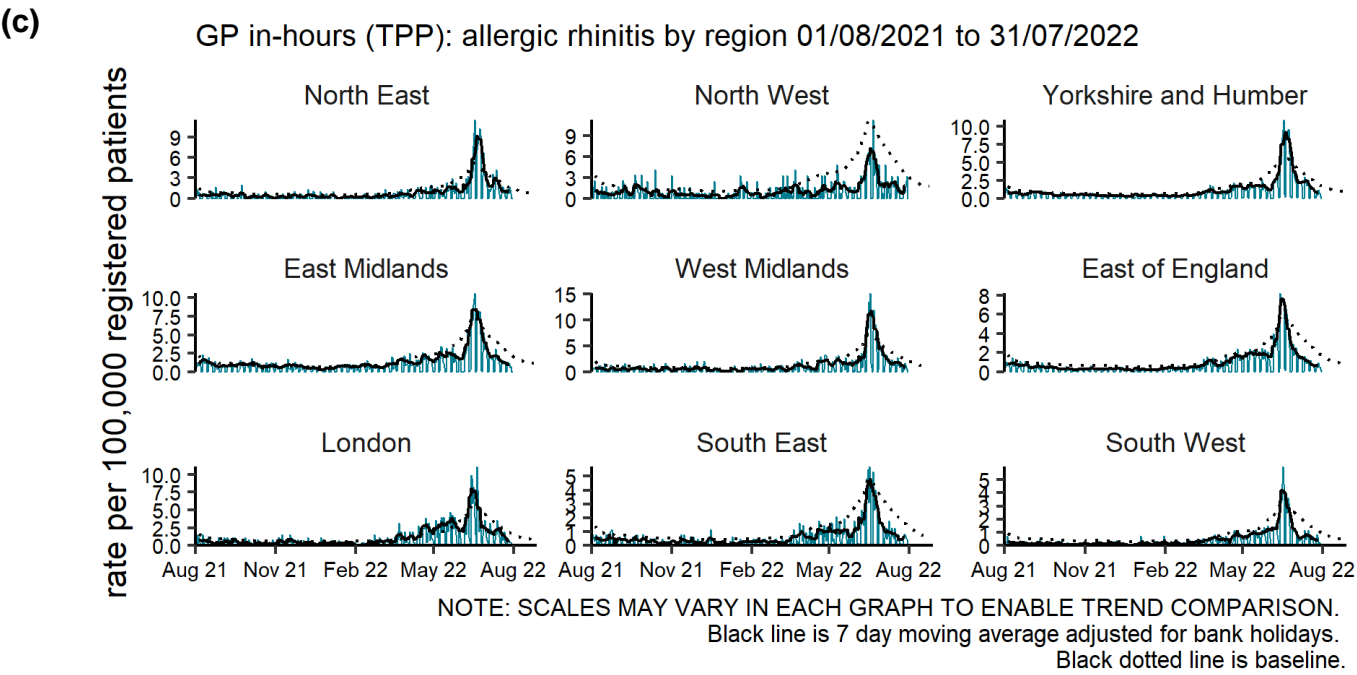 (c)
GP in-hours (TPP): allergic rhinitis by region 01/08/2021 to 31/07/2022
rate per 100,000 registered patients
North East
9
6
3
0
North West
9
6
3
0
Yorkshire and Humber
10.0
7.5
5.0
2.5
0.0
East Midlands
10.0
7.5
5.0
2.5
0.0
West Midlands
15
10
5
0
East of England
8
6
4
2
0
London
10.0
7.5
5.0
2.5
0.0
South East
5
4
3
2
1
0
South West
5
4
3
2
1
0
Aug 21 Nov 21 Feb 22 May 22 Aug 22
Aug 21 Nov 21 Feb 22 May 22 Aug 22
Aug 21 Nov 21 Feb 22 May 22 Aug 22
NOTE: SCALES MAY VARY IN EACH GRAPH TO ENABLE TREND COMPARISON.
Black line is 7 day moving average adjusted for bank holidays.
Black dotted line is baseline.